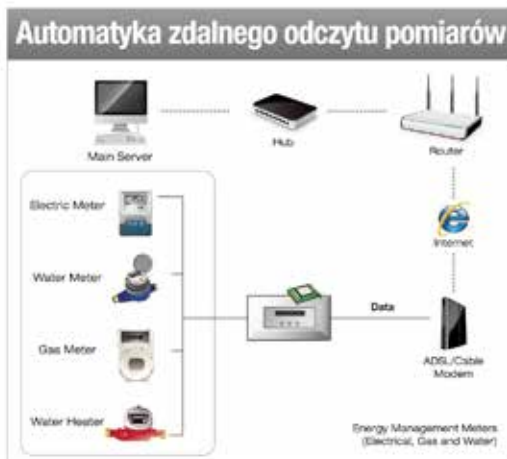 Automatyka zdalnego odczytu pomiarów
Main Server
Hub
Router
Electric Meter
Internet
Water Meter
Data
Gas Meter
ADSL/Cable
Modem
Water Heater
Energy Management Meters
(Electrical, Gas and Water)